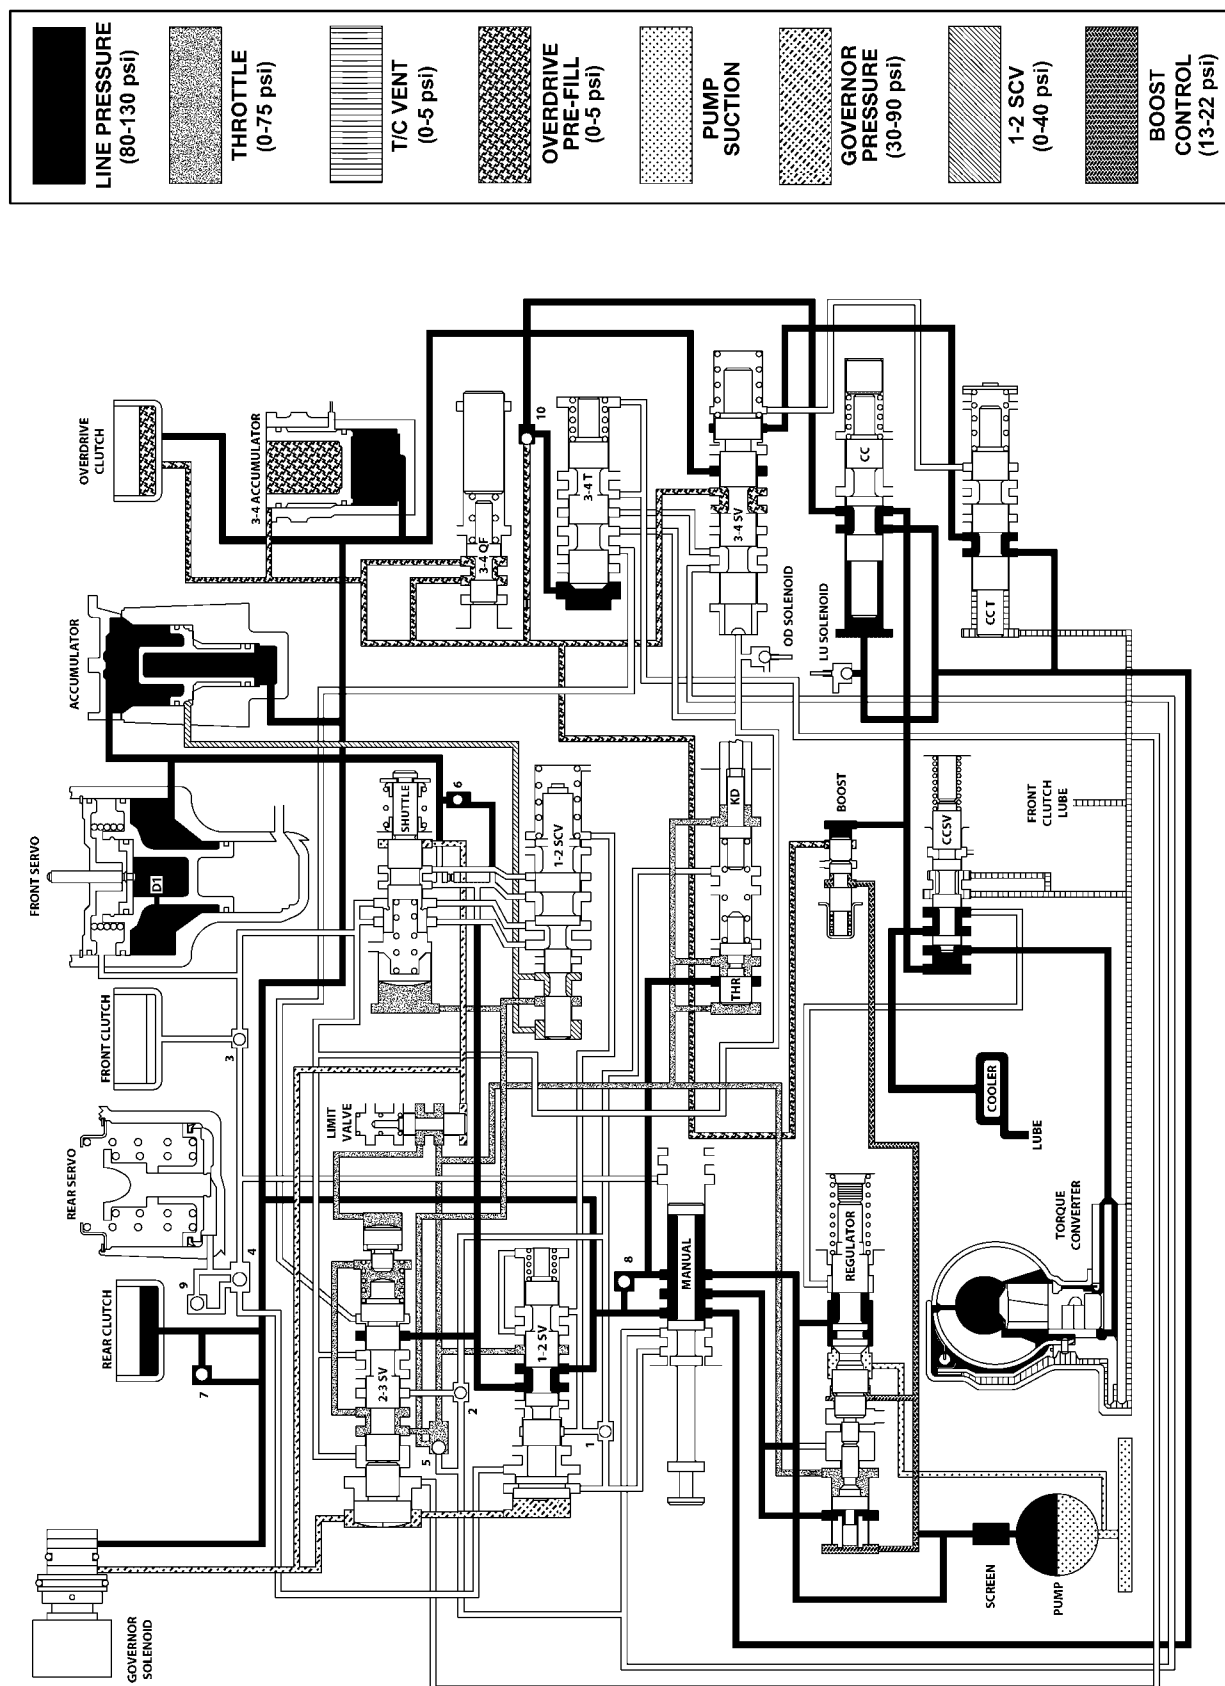 LINE PRESSURE
(80-130 psi)
THROTTLE
(0-75 psi)
T/C VENT
(0-5 psi)
OVERDRIVE
PRE-FILL
(0-5 psi)
PUMP
SUCTION
GOVERNOR
PRESSURE
(30-90 psi)
1-2 SCV
(0-40 psi)
BOOST
CONTROL
(13-22 psi)
OVERDRIVE
CLUTCH
3-4 ACCUMULATOR
3-4 QF
10
3-4 T
3-4 SV
OD SOLENOID
LU SOLENOID
CC
CC T
ACCUMULATOR
FRONT SERVO
D1
SHUTTLE
6
1-2 SCV
KD
THR
BOOST
CCSV
FRONT
CLUTCH
LUBE
FRONT CLUTCH
3
LIMIT
VALVE
COOLER
LUBE
REAR SERVO
4
9
REAR CLUTCH
7
2-3 SV
2
5
1-2 SV
1
8
MANUAL
REGULATOR
TORQUE
CONVERTER
SCREEN
PUMP
GOVERNOR
SOLENOID